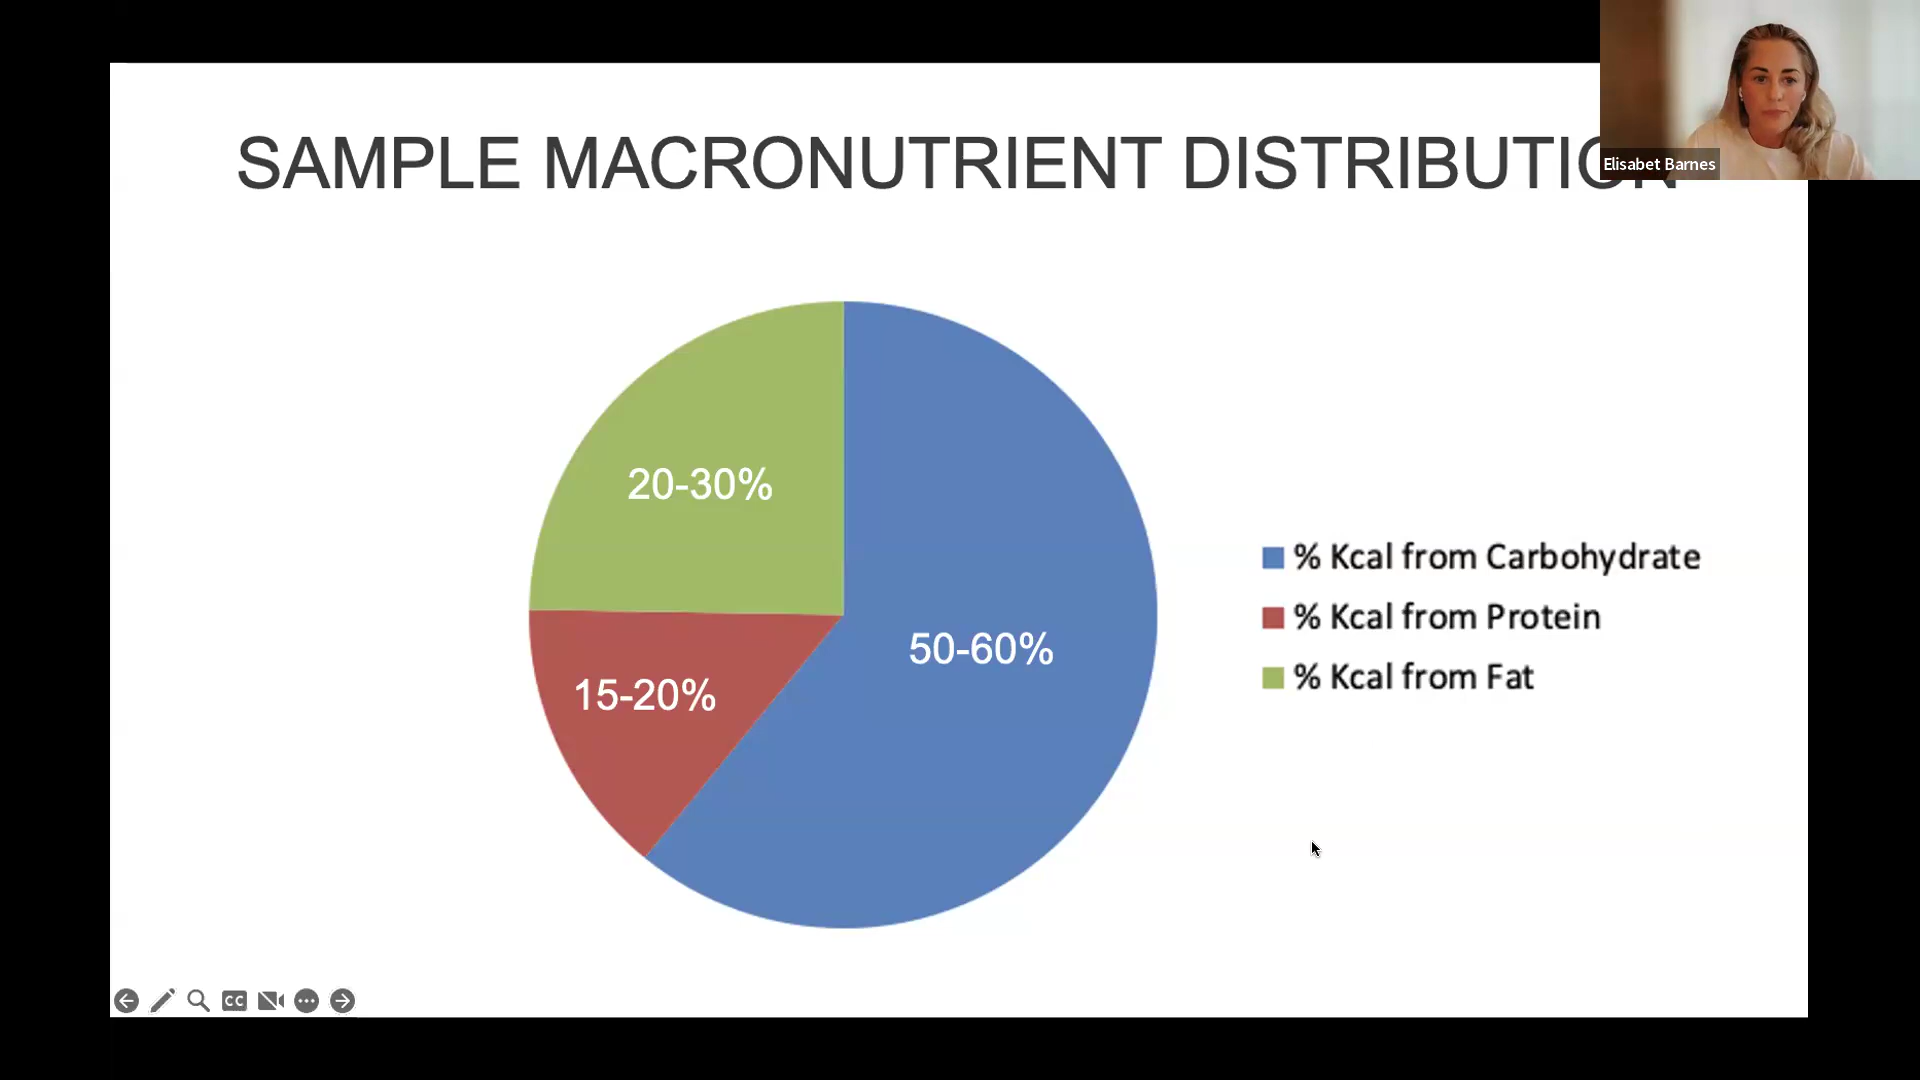 SAMPLE MACRONUTRIENT DISTRIBUTION
Elisabet Barnes
20-30%
50-60%
15-20%
% Kcal from Carbohydrate
% Kcal from Protein
% Kcal from Fat
CC